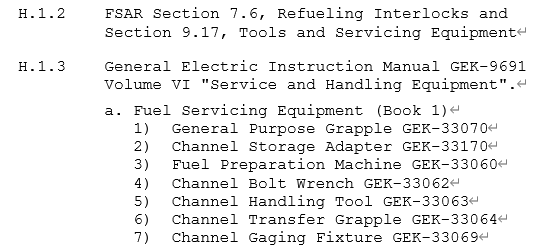 H.1.2 FSAR Section 7.6, Refueling Interlocks and
Section 9.17, Tools and Servicing Equipment↵
H.1.3 General Electric Instruction Manual GEK-9691
Volume VI "Service and Handling Equipment".↵
a. Fuel Servicing Equipment (Book 1)↵
1) General Purpose Grapple GEK-33070↵
2) Channel Storage Adapter GEK-33170↵
3) Fuel Preparation Machine GEK-33060↵
4) Channel Bolt Wrench GEK-33062↵
5) Channel Handling Tool GEK-33063↵
6) Channel Transfer Grapple GEK-33064↵
7) Channel Gaging Fixture GEK-33069↵